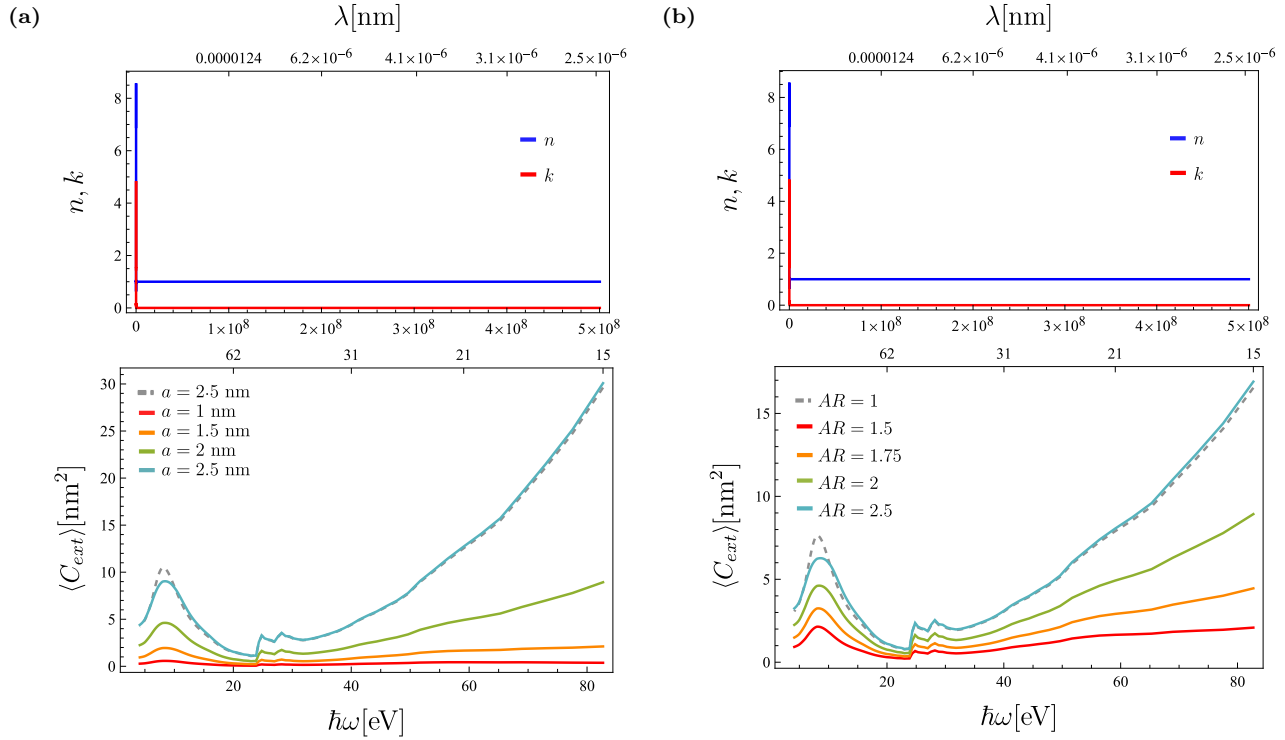 (a)
λ[nm]
0.0000124 6.2×10⁻⁶ 4.1×10⁻⁶ 3.1×10⁻⁶ 2.5×10⁻⁶
8
6
4
2
0
n, k
n
k
0 1×10⁸ 2×10⁸ 3×10⁸ 4×10⁸ 5×10⁸
62 31 21 15
30
25
20
15
10
5
0
⟨C_ext⟩[nm²]
a = 2.5 nm
a = 1 nm
a = 1.5 nm
a = 2 nm
a = 2.5 nm
0 20 40 60 80
ħω[eV]
(b)
λ[nm]
0.0000124 6.2×10⁻⁶ 4.1×10⁻⁶ 3.1×10⁻⁶ 2.5×10⁻⁶
8
6
4
2
0
n, k
n
k
0 1×10⁸ 2×10⁸ 3×10⁸ 4×10⁸ 5×10⁸
62 31 21 15
15
10
5
0
⟨C_ext⟩[nm²]
AR = 1
AR = 1.5
AR = 1.75
AR = 2
AR = 2.5
20 40 60 80
ħω[eV]